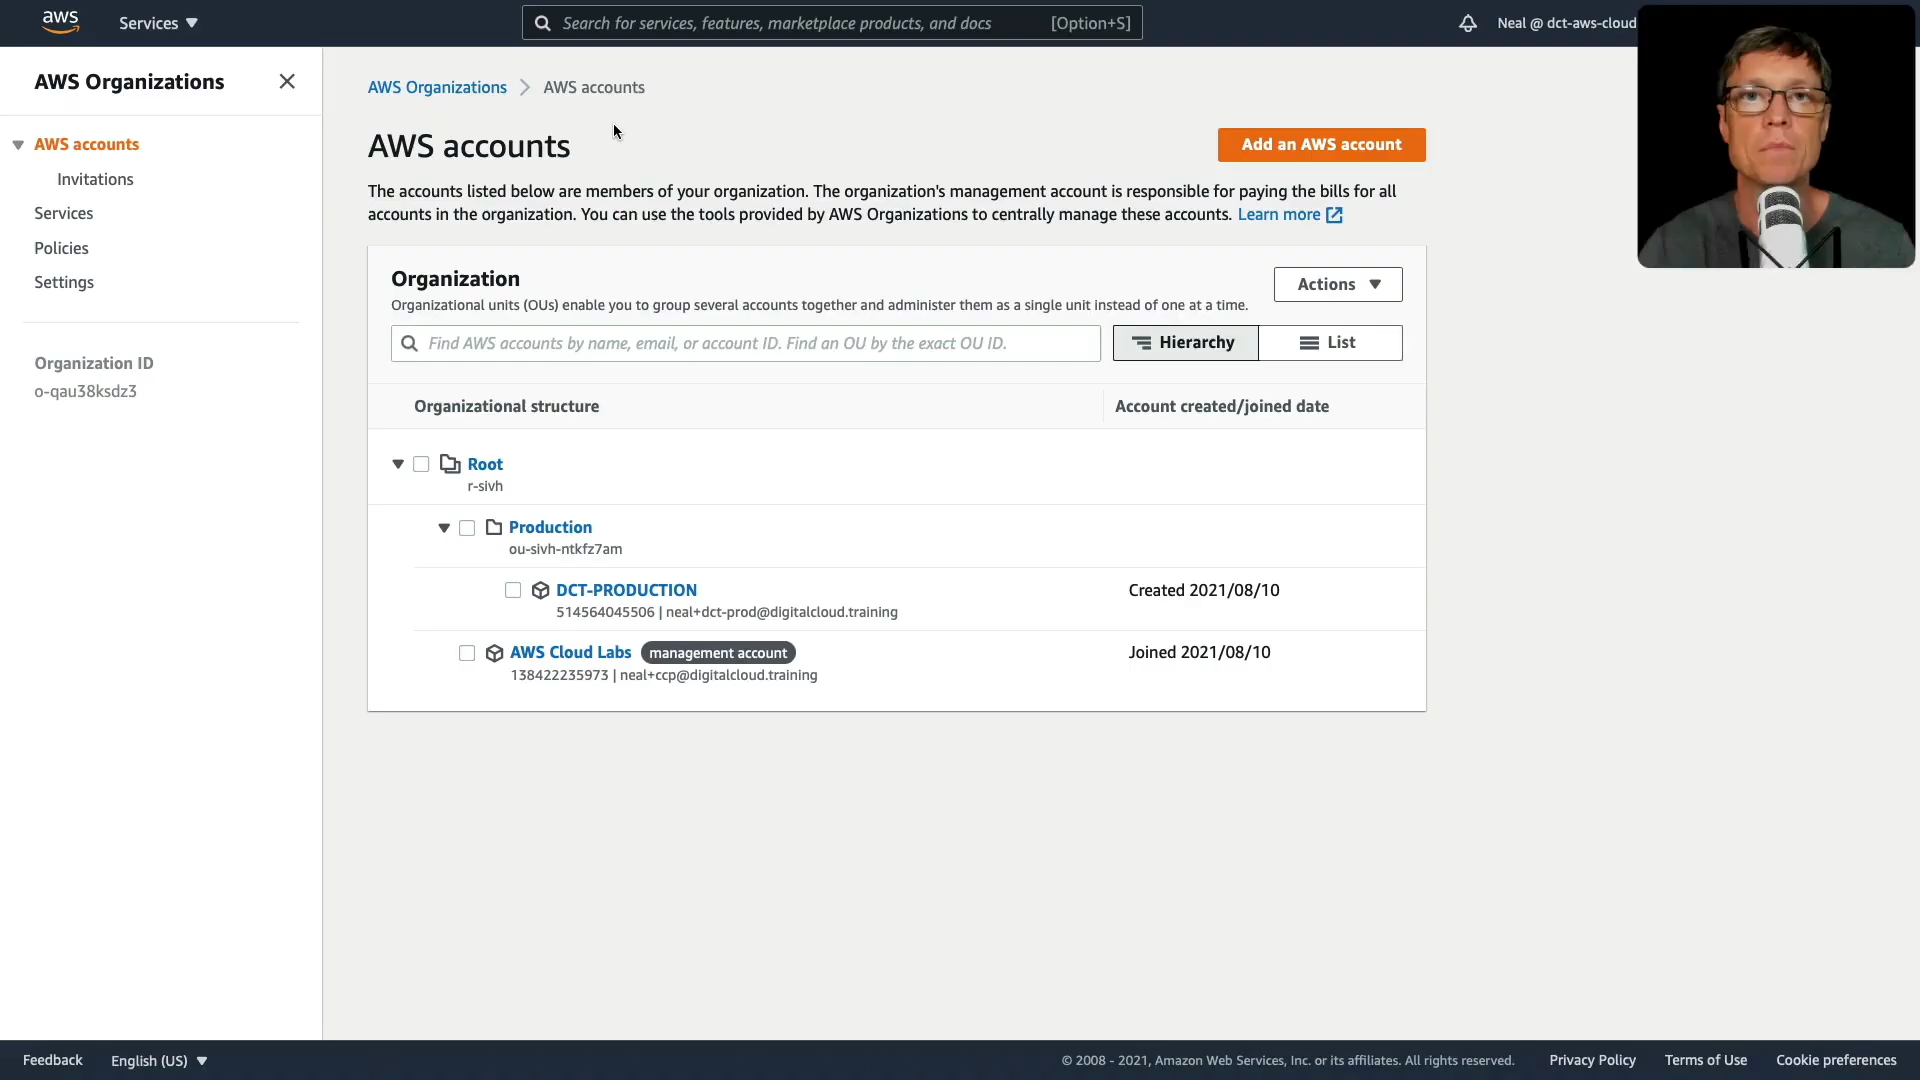 aws
Services
Search for services, features, marketplace products, and docs
[Option+S]
Neal @ dct-aws-cloud
AWS Organizations
AWS accounts
Invitations
Services
Policies
Settings
Organization ID
o-qau38ksdz3
AWS Organizations
AWS accounts
AWS accounts
Add an AWS account
The accounts listed below are members of your organization. The organization's management account is responsible for paying the bills for all
accounts in the organization. You can use the tools provided by AWS Organizations to centrally manage these accounts. Learn more
Organization
Actions
Organizational units (OUs) enable you to group several accounts together and administer them as a single unit instead of one at a time.
Find AWS accounts by name, email, or account ID. Find an OU by the exact OU ID.
Hierarchy
List
Organizational structure
Account created/joined date
Root
r-sivh
Production
ou-sivh-ntkfz7am
DCT-PRODUCTION
Created 2021/08/10
514564045506 | neal+dct-prod@digitalcloud.training
AWS Cloud Labs
management account
Joined 2021/08/10
138422235973 | neal+ccp@digitalcloud.training
Feedback
English (US)
© 2008 - 2021, Amazon Web Services, Inc. or its affiliates. All rights reserved.
Privacy Policy
Terms of Use
Cookie preferences